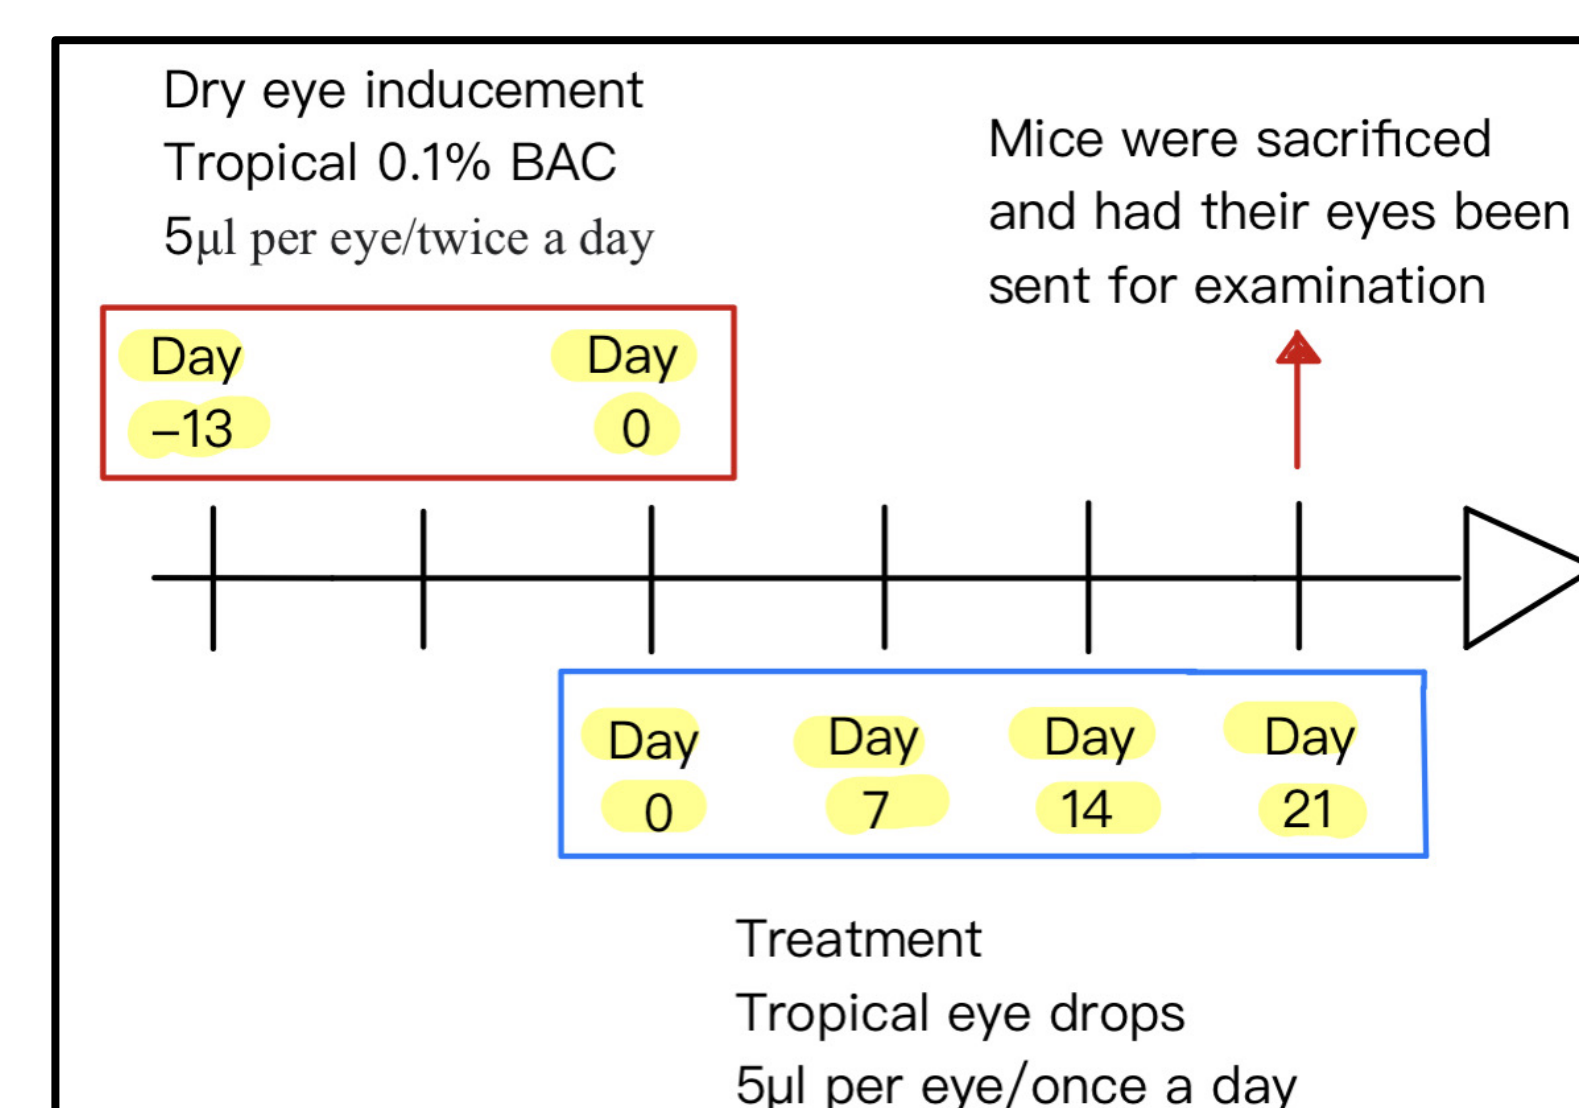 Dry eye inducement
Tropical 0.1% BAC
5μl per eye/twice a day
Mice were sacrificed
and had their eyes been
sent for examination
Day Day
–13 0
Day Day Day Day
0 7 14 21
Treatment
Tropical eye drops
5μl per eye/once a day